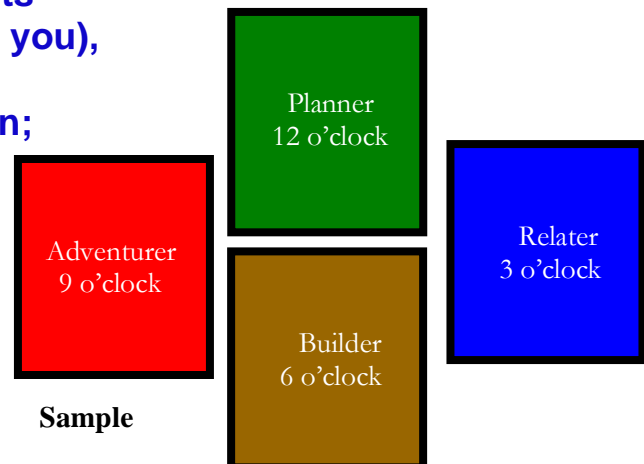 you),
Planner
12 o’clock
Adventurer
9 o’clock
Relater
3 o’clock
Builder
6 o’clock
Sample